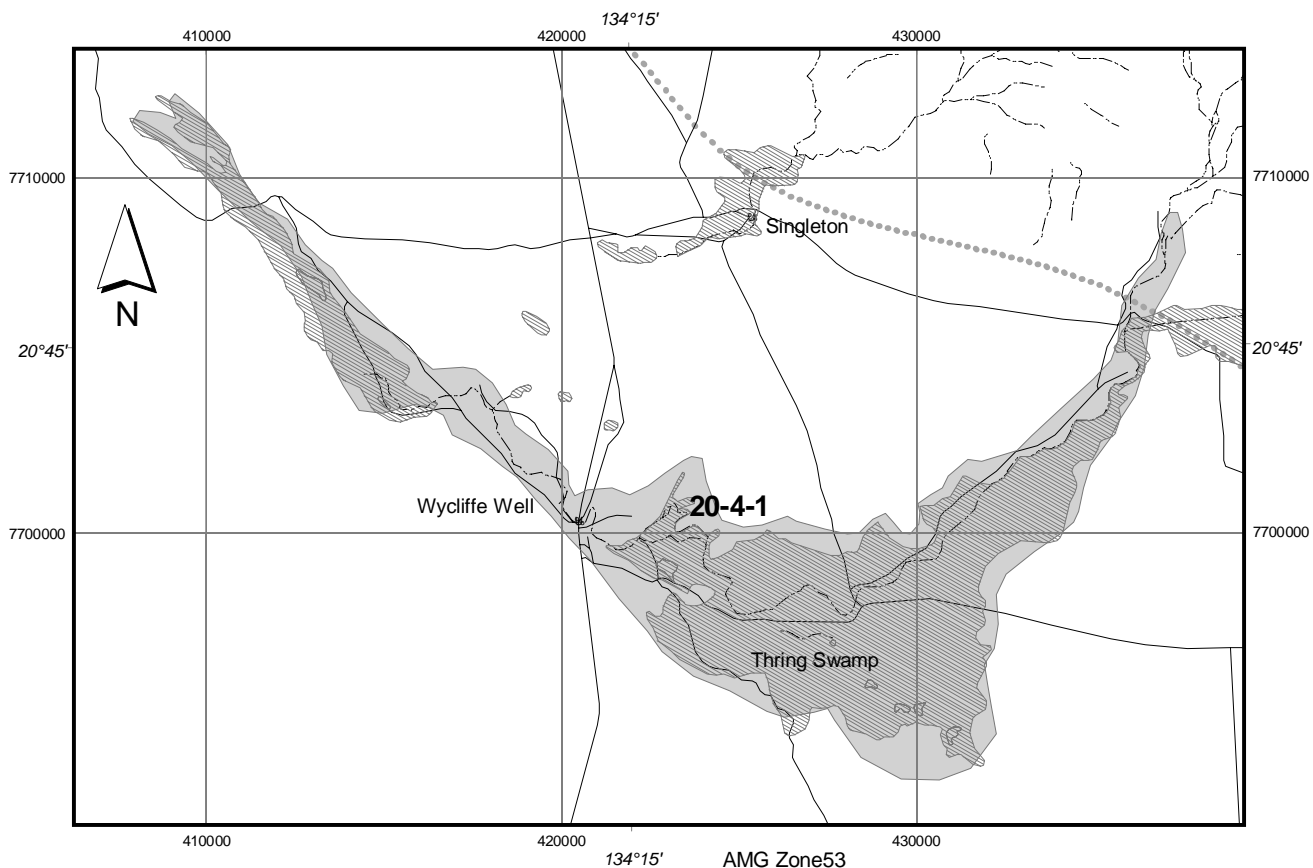 134°15'
410000 420000 430000
7710000 7710000
Singleton
N
20°45' 20°45'
Wycliffe Well 20-4-1
7700000 7700000
Thring Swamp
410000 420000 430000
134°15' AMG Zone53